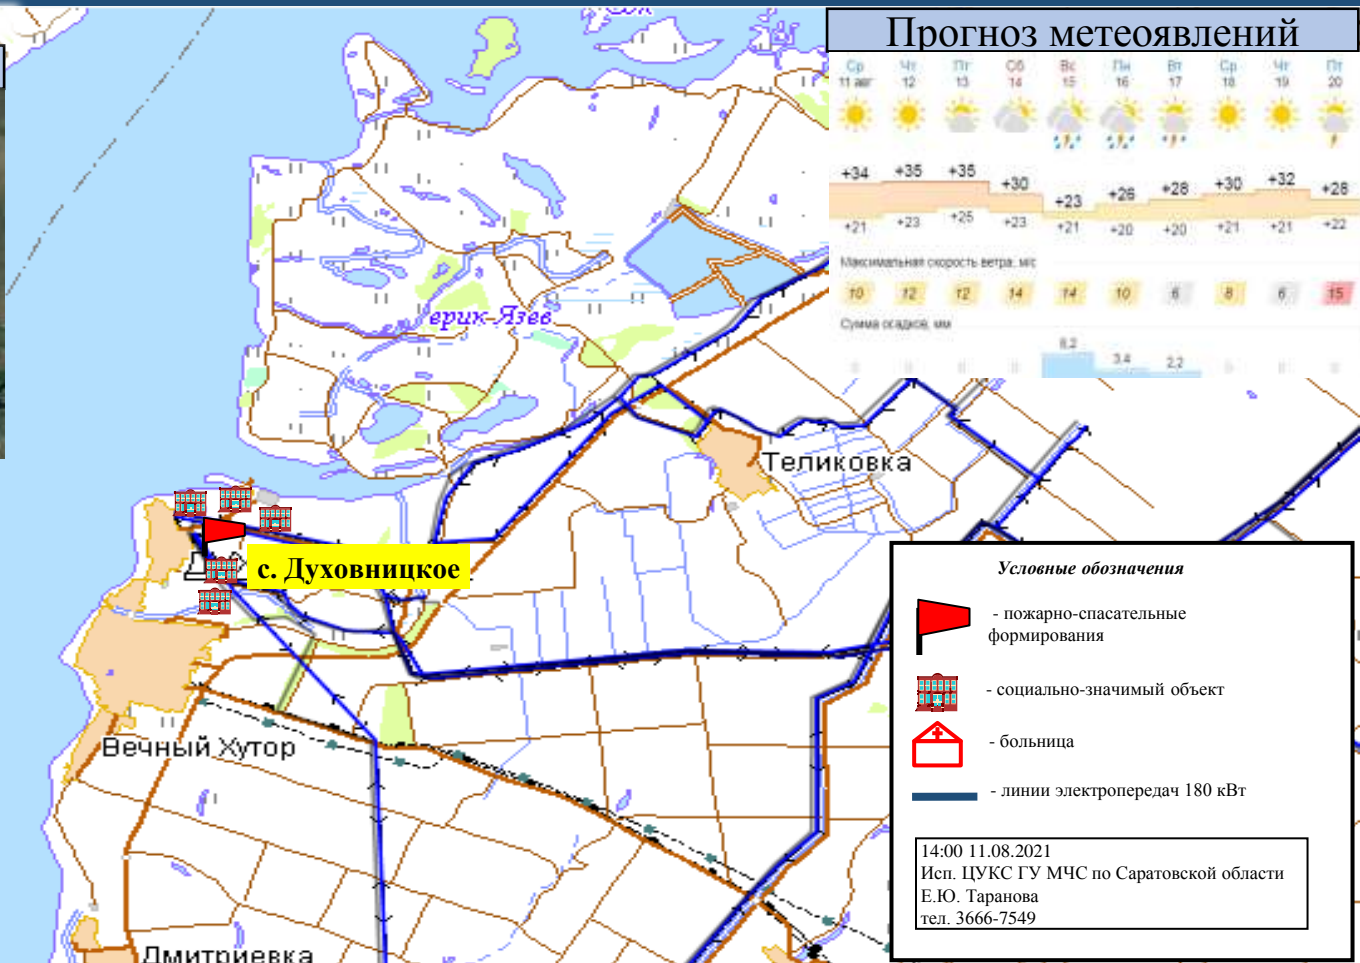 Прогноз метеоявлений
Ср Чт Пт Сб Вс Пн Вт Ср Чт Пт
11 авг 12 13 14 15 16 17 18 19 20
+34 +35 +35 +30 +23 +26 +28 +30 +32 +28
+21 +23 +25 +23 +21 +20 +20 +21 +21 +22
Максимальная скорость ветра, м/с
10 12 12 14 14 10 6 8 6 15
Сумма осадков, мм
8,2 3,4 2,2
ерик Язев
Теликовка
с. Духовницкое
Вечный Хутор
Дмитриевка
Условные обозначения
- пожарно-спасательные
формирования
- социально-значимый объект
- больница
- линии электропередач 180 кВт
14:00 11.08.2021
Исп. ЦУКС ГУ МЧС по Саратовской области
Е.Ю. Таранова
тел. 3666-7549